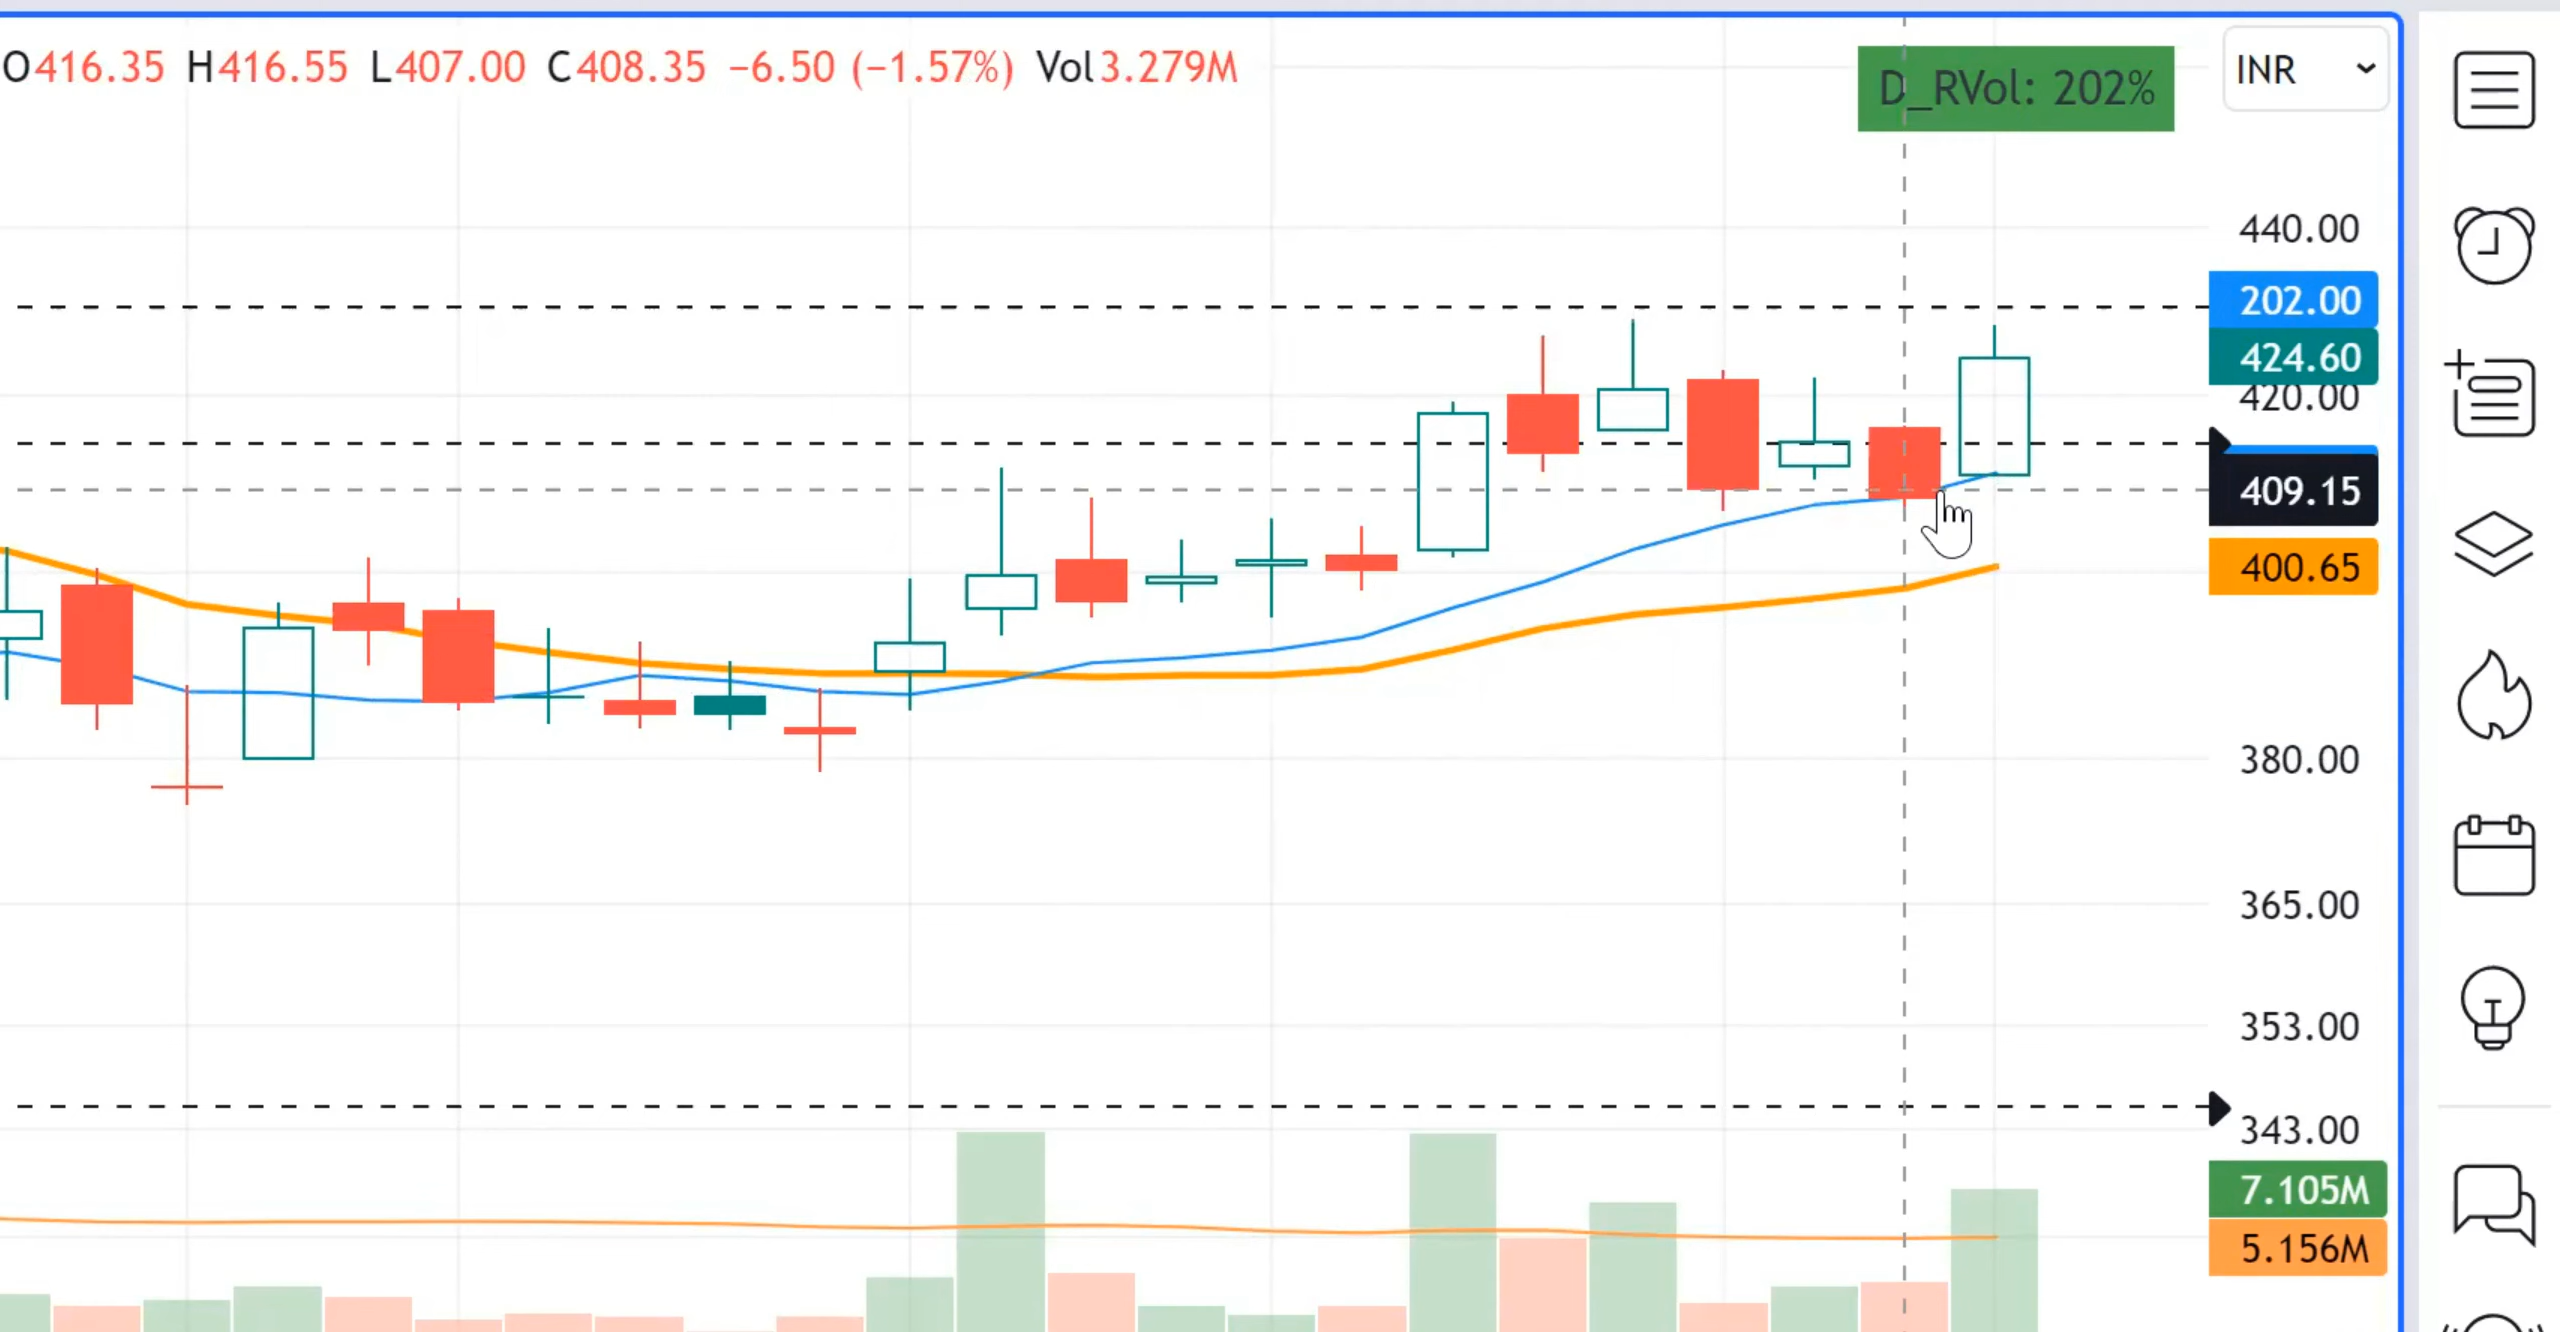 O416.35 H416.55 L407.00 C408.35 −6.50 (−1.57%) Vol3.279M
D_RVol: 202%
INR
440.00
202.00
424.60
420.00
409.15
400.65
380.00
365.00
353.00
343.00
7.105M
5.156M